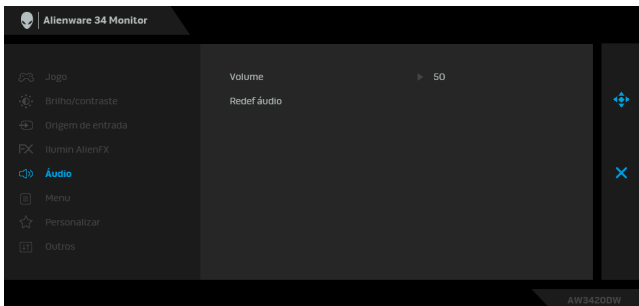 Alienware 34 Monitor
Jogo
Volume 50
Brilho/contraste
Redef áudio
Origem de entrada
FX Ilumin AlienFX
Áudio
Menu
Personalizar
Outros
AW3420DW